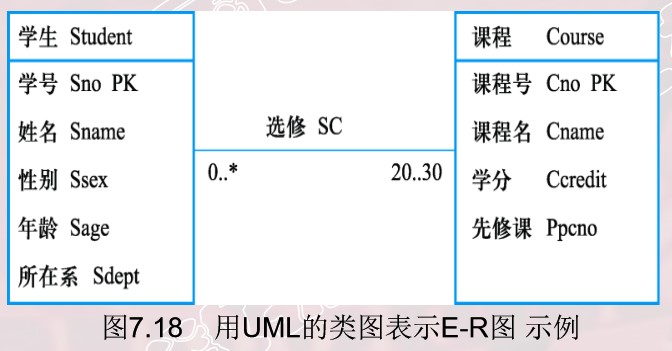 学生 Student
学号 Sno PK
姓名 Sname
性别 Ssex
年龄 Sage
所在系 Sdept
选修 SC
0..*
20..30
课程 Course
课程号 Cno PK
课程名 Cname
学分 Ccredit
先修课 Ppcno
图7.18 用UML的类图表示E-R图 示例